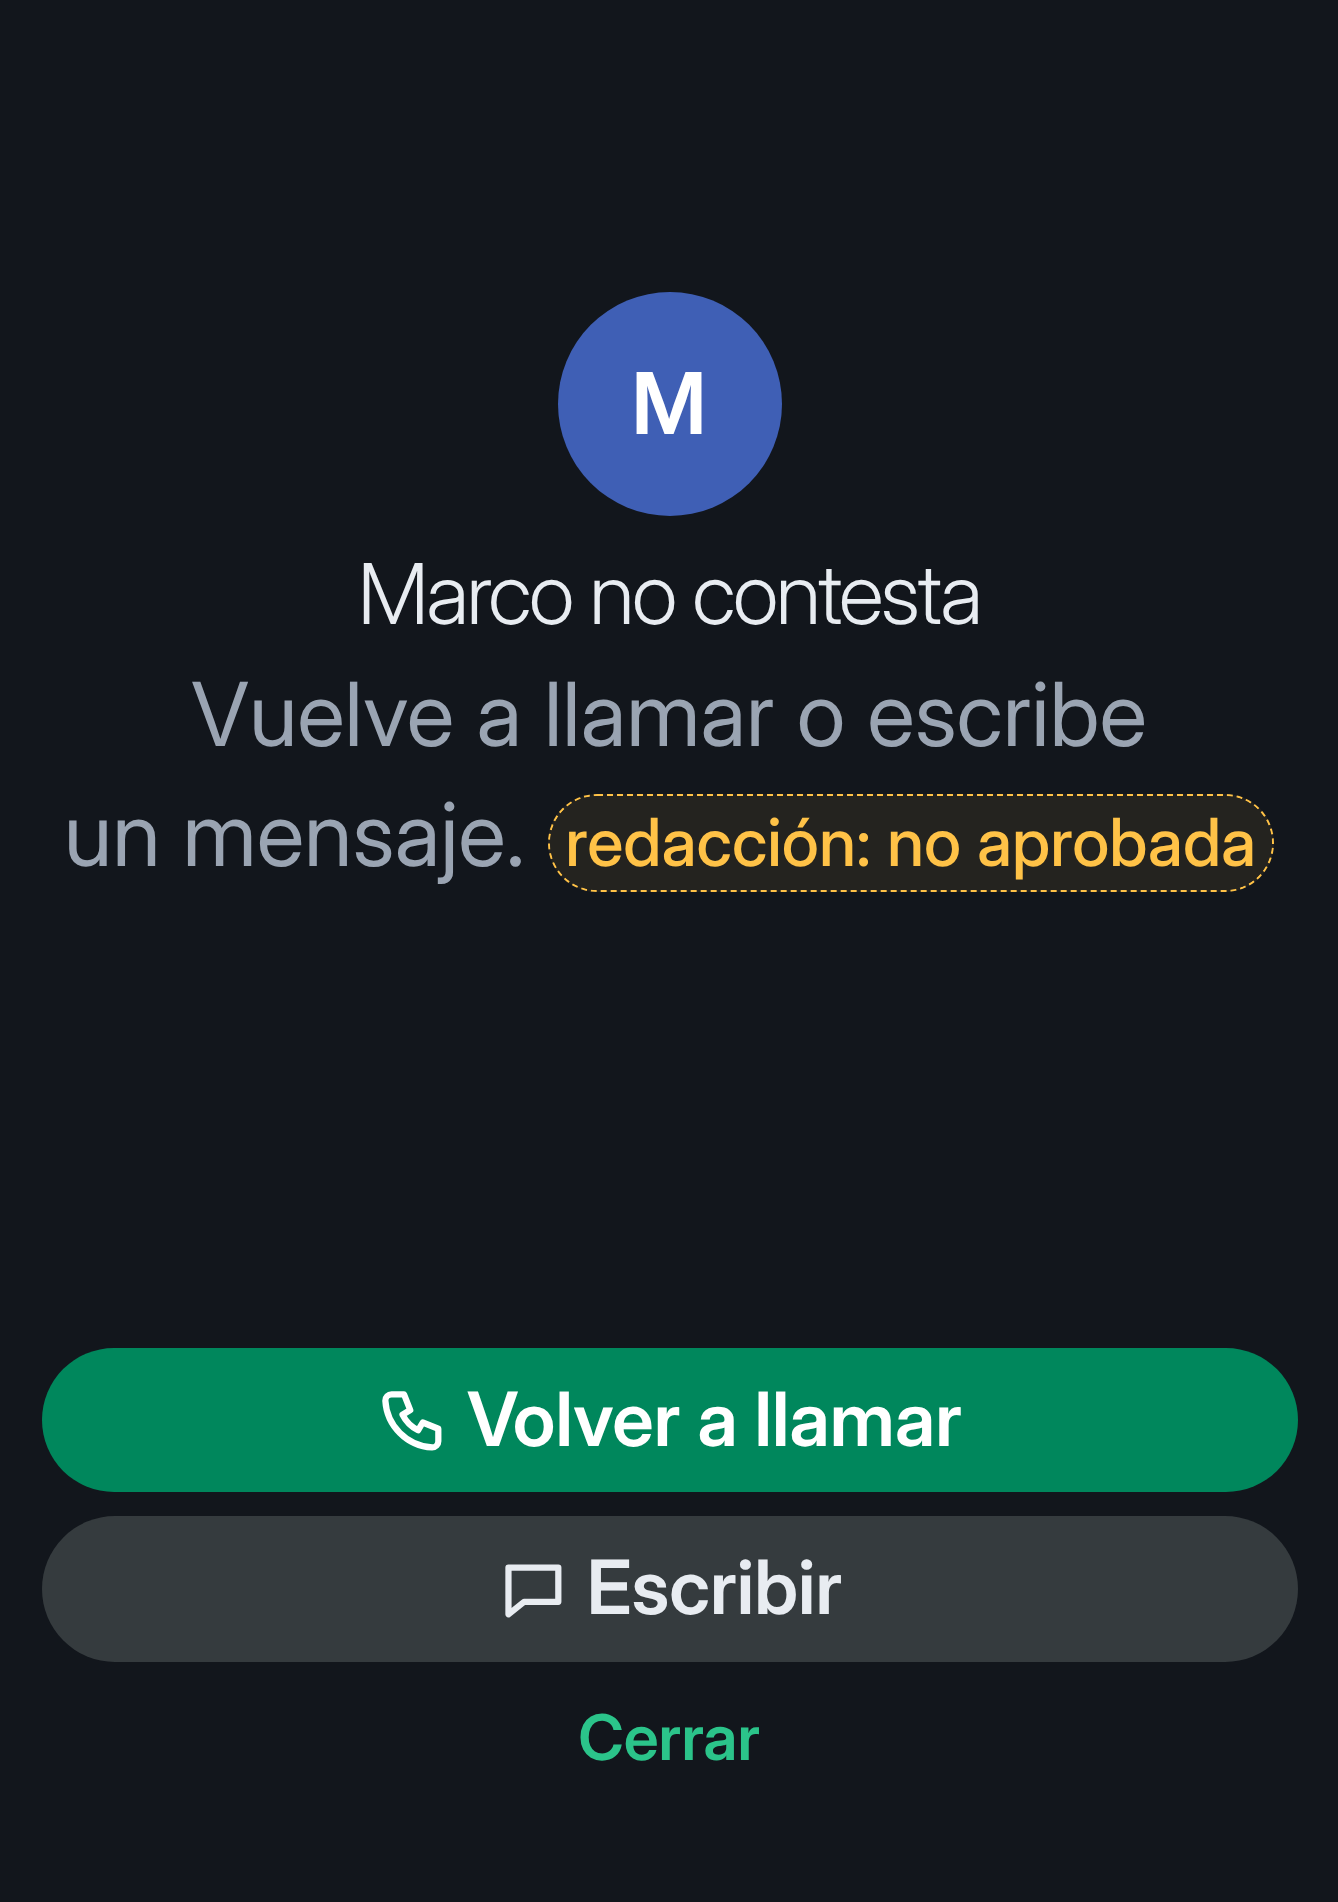 M
Marco no contesta
Vuelve a llamar o escribe
un mensaje. redacción: no aprobada
Volver a llamar
Escribir
Cerrar